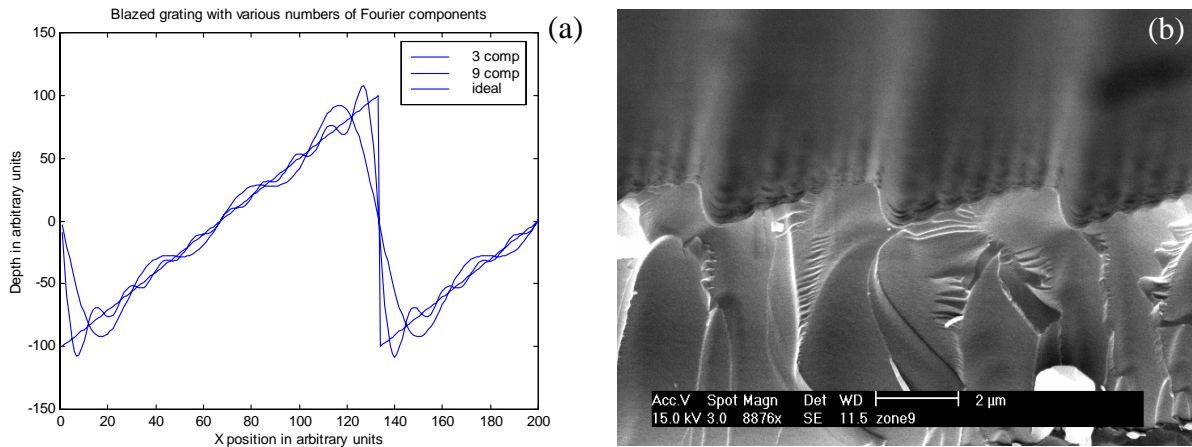 Blazed grating with various numbers of Fourier components
(a)
150
100
50
0
-50
-100
-150
0 20 40 60 80 100 120 140 160 180 200
Depth in arbitrary units
X position in arbitrary units
3 comp
9 comp
ideal
(b)
Acc.V Spot Magn Det WD 2 µm
15.0 kV 3.0 8876x SE 11.5 zone9